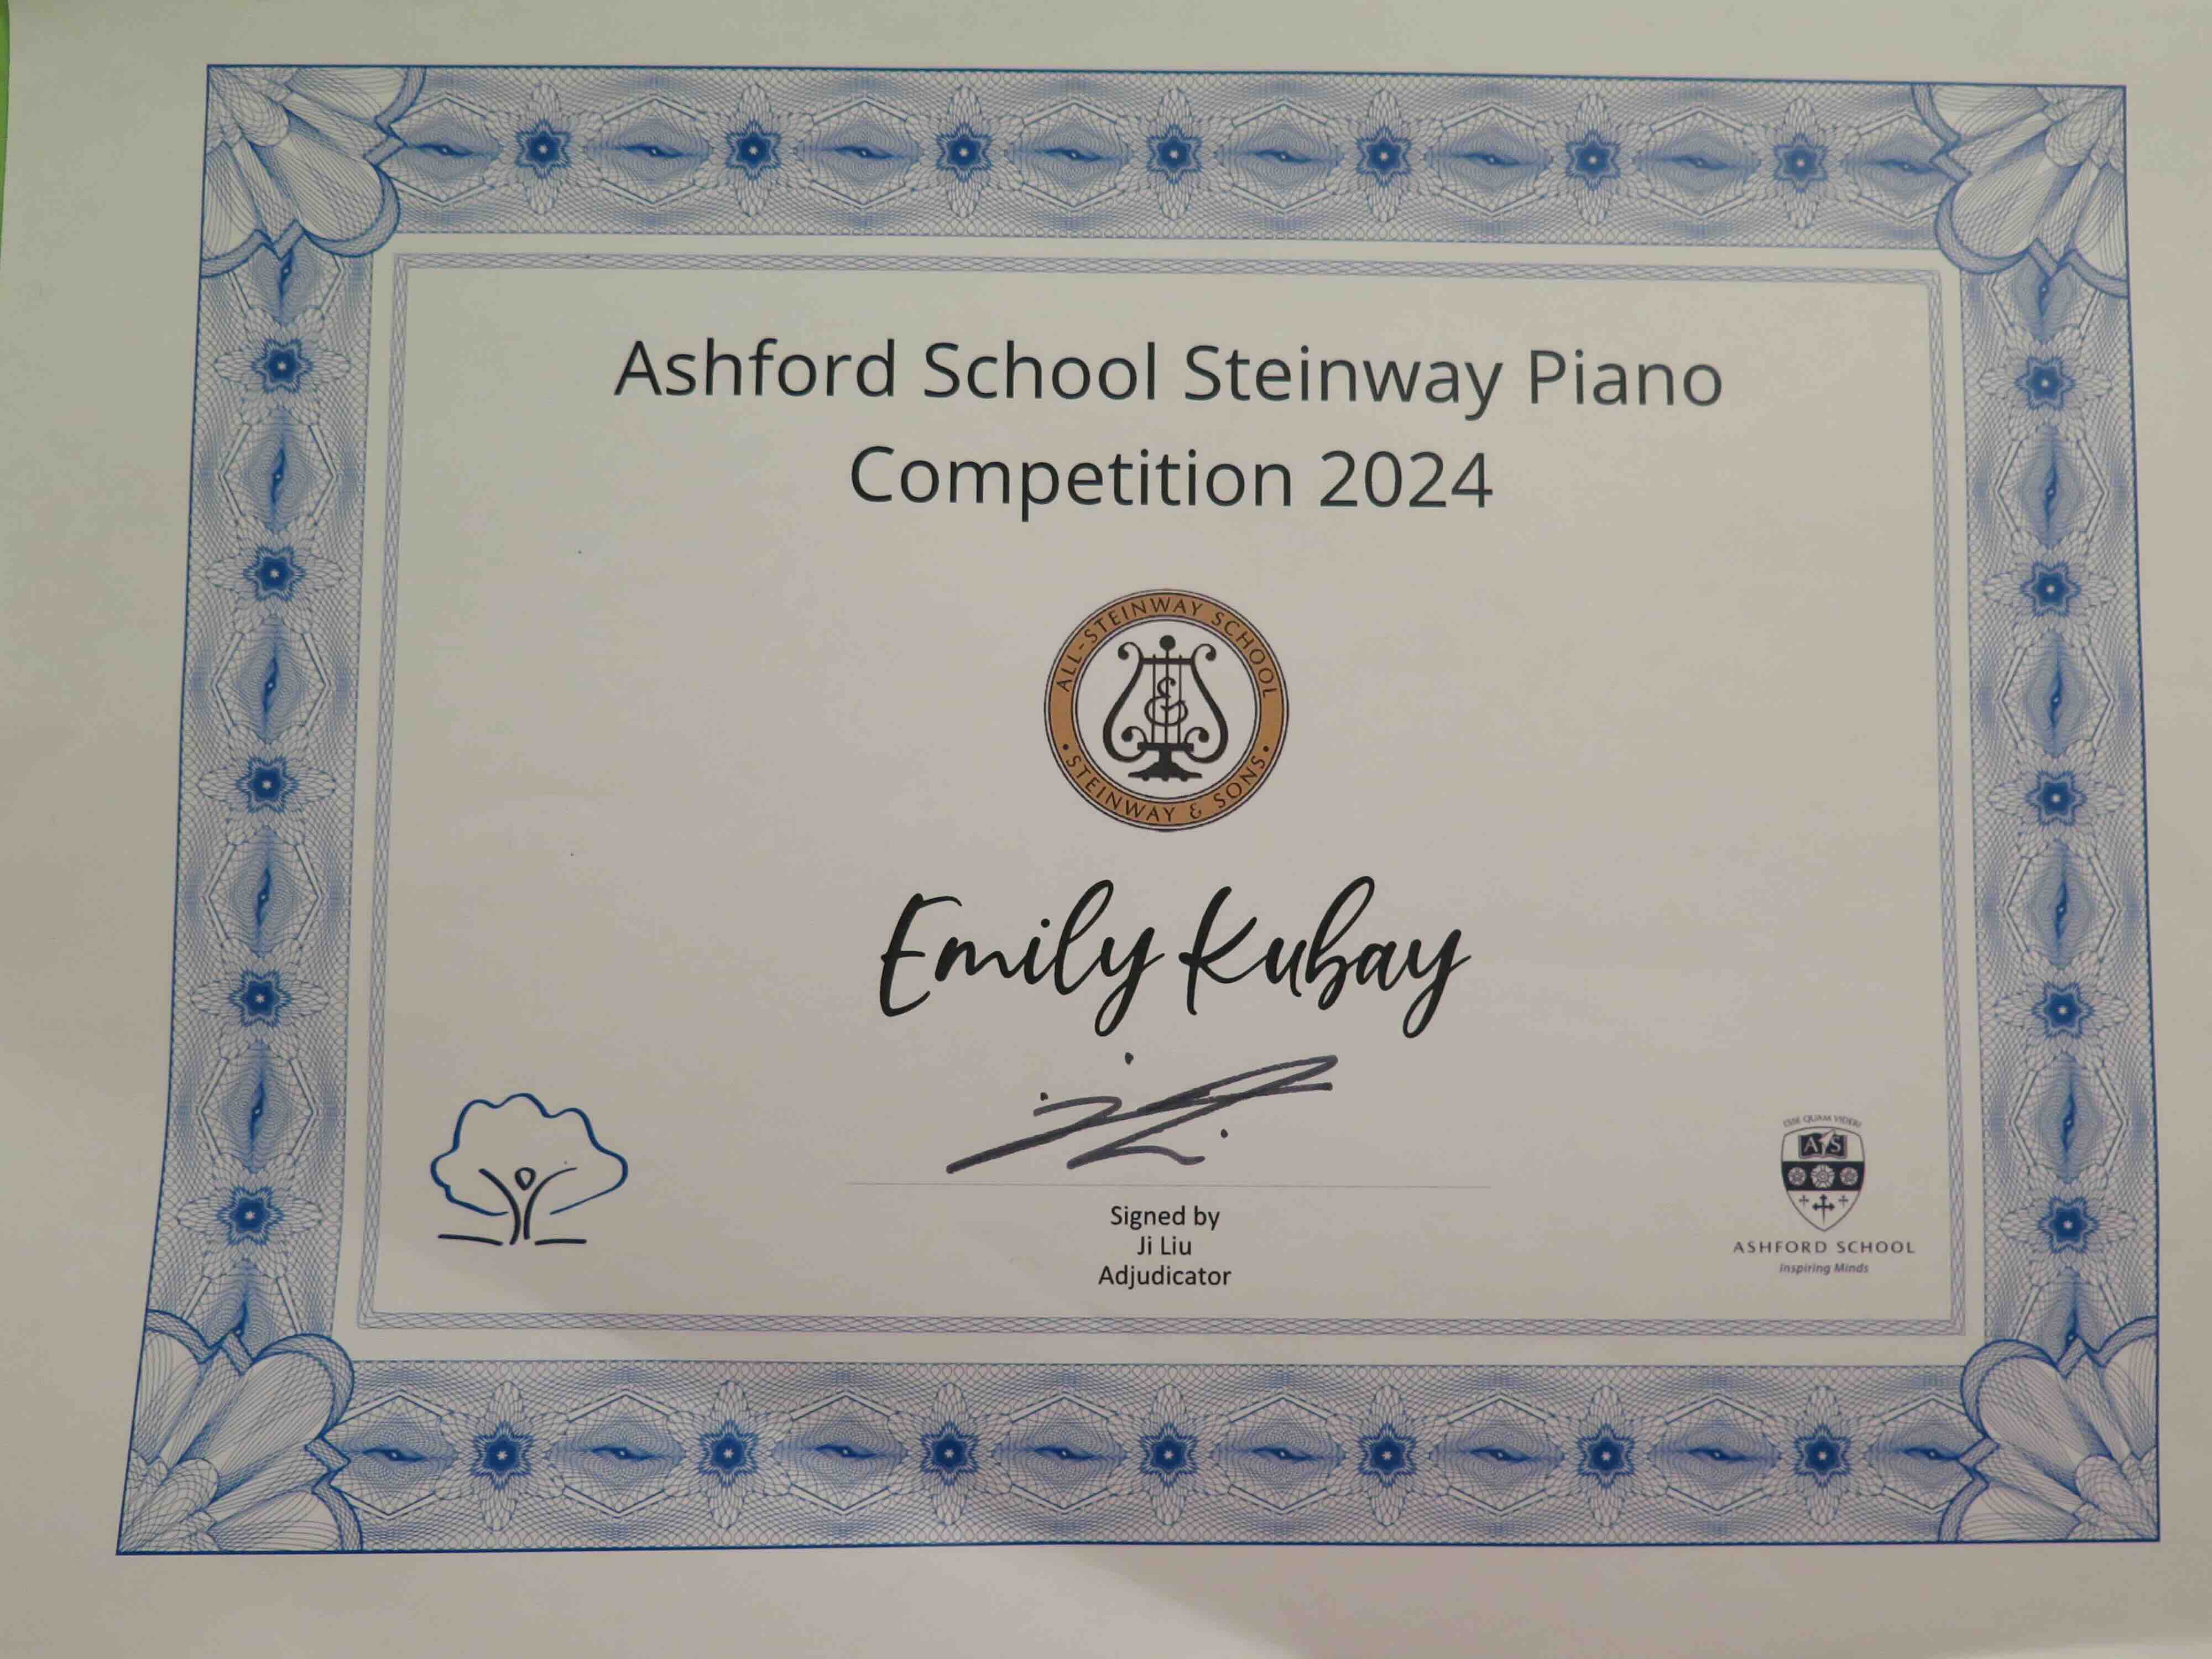 Ashford School Steinway Piano
Competition 2024
ALL-STEINWAY SCHOOL
STEINWAY & SONS
Emily Kubay
Signed by
Ji Liu
Adjudicator
ESSE QUAM VIDERI
A S
ASHFORD SCHOOL
Inspiring Minds